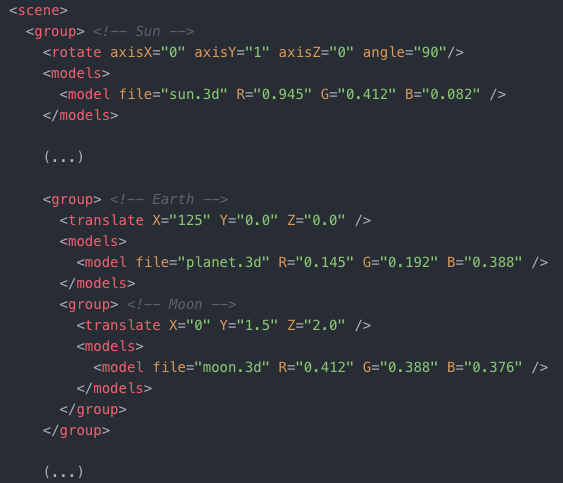 <scene>
<group> <!-- Sun -->
<rotate axisX="0" axisY="1" axisZ="0" angle="90"/>
<models>
<model file="sun.3d" R="0.945" G="0.412" B="0.082" />
</models>
(...)
<group> <!-- Earth -->
<translate X="125" Y="0.0" Z="0.0" />
<models>
<model file="planet.3d" R="0.145" G="0.192" B="0.388" />
</models>
<group> <!-- Moon -->
<translate X="0" Y="1.5" Z="2.0" />
<models>
<model file="moon.3d" R="0.412" G="0.388" B="0.376" />
</models>
</group>
</group>
(...)